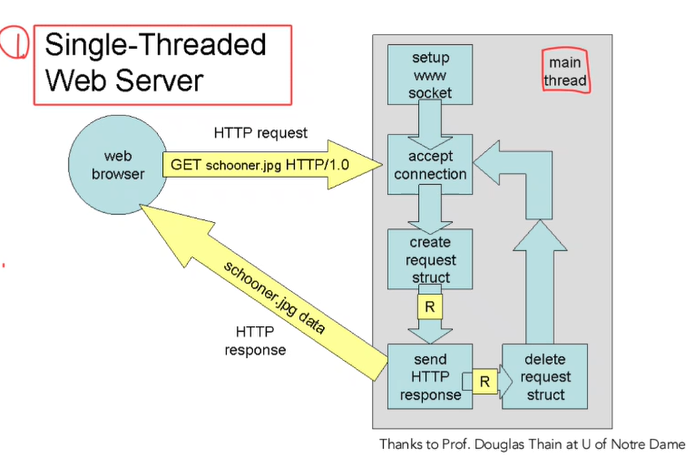 1
Single-Threaded
Web Server
main
thread
setup
www
socket
HTTP request
web
browser
GET schooner.jpg HTTP/1.0
accept
connection
create
request
struct
R
schooner.jpg data
HTTP
response
send
HTTP
response
R
delete
request
struct
Thanks to Prof. Douglas Thain at U of Notre Dame